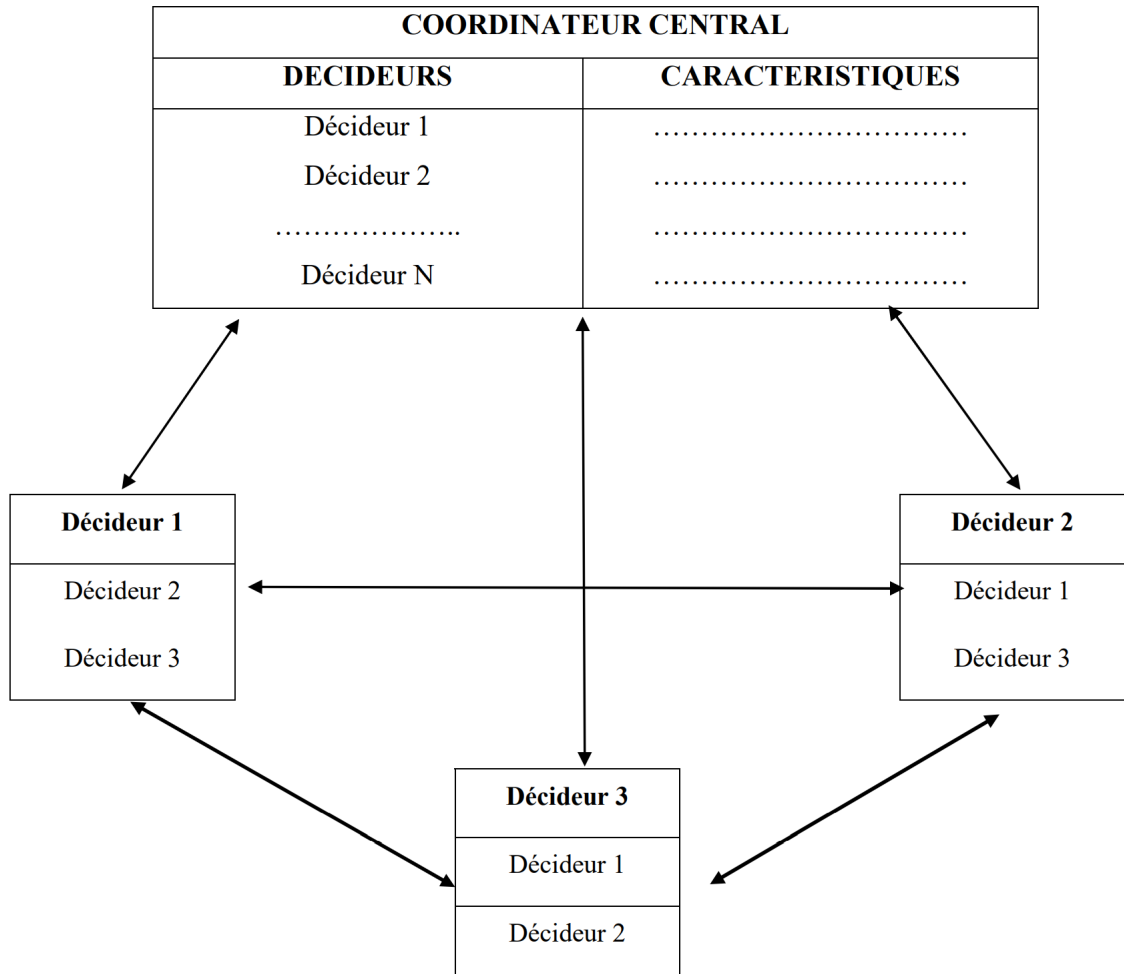 COORDINATEUR CENTRAL
DECIDEURS CARACTERISTIQUES
Décideur 1 ……………………………
Décideur 2 ……………………………
……………….. ……………………………
Décideur N ……………………………
Décideur 1
Décideur 2
Décideur 3
Décideur 2
Décideur 1
Décideur 3
Décideur 3
Décideur 1
Décideur 2